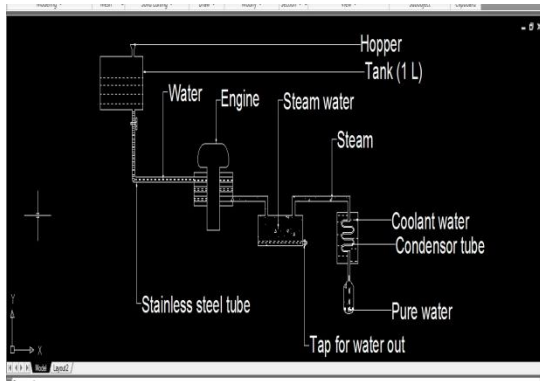 Hopper
Tank (1 L)
Water
Engine
Steam water
Steam
Coolant water
Condensor tube
Stainless steel tube
Pure water
Tap for water out
Y
X
Model
Layout2